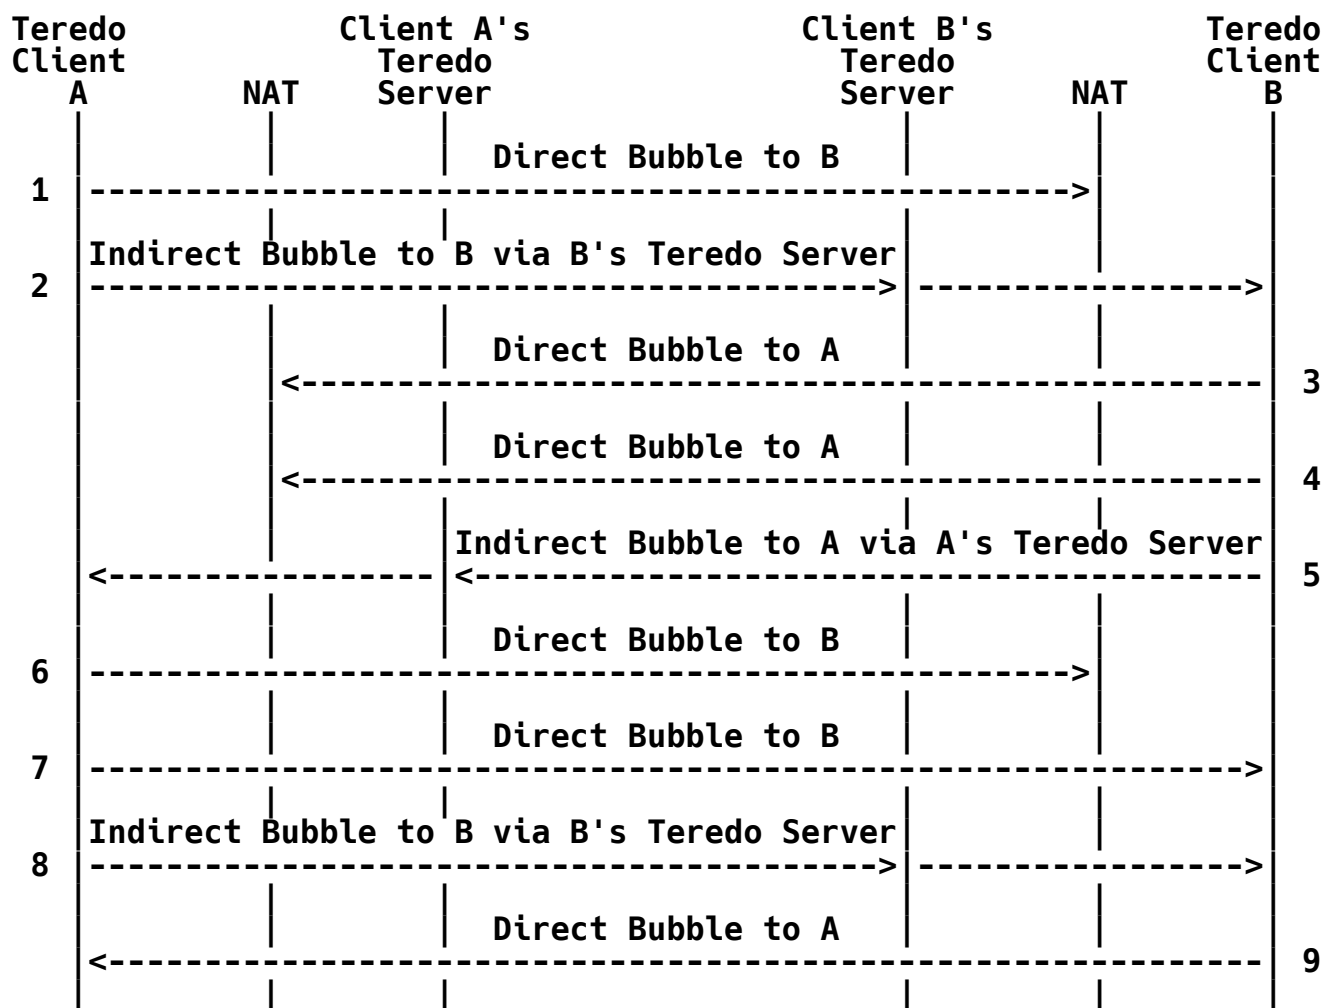 Teredo Client A's Client B's Teredo
Client Teredo Teredo Client
A NAT Server Server NAT B
Direct Bubble to B
1
Indirect Bubble to B via B's Teredo Server
2
Direct Bubble to A
3
Direct Bubble to A
4
Indirect Bubble to A via A's Teredo Server
5
Direct Bubble to B
6
Direct Bubble to B
7
Indirect Bubble to B via B's Teredo Server
8
Direct Bubble to A
9